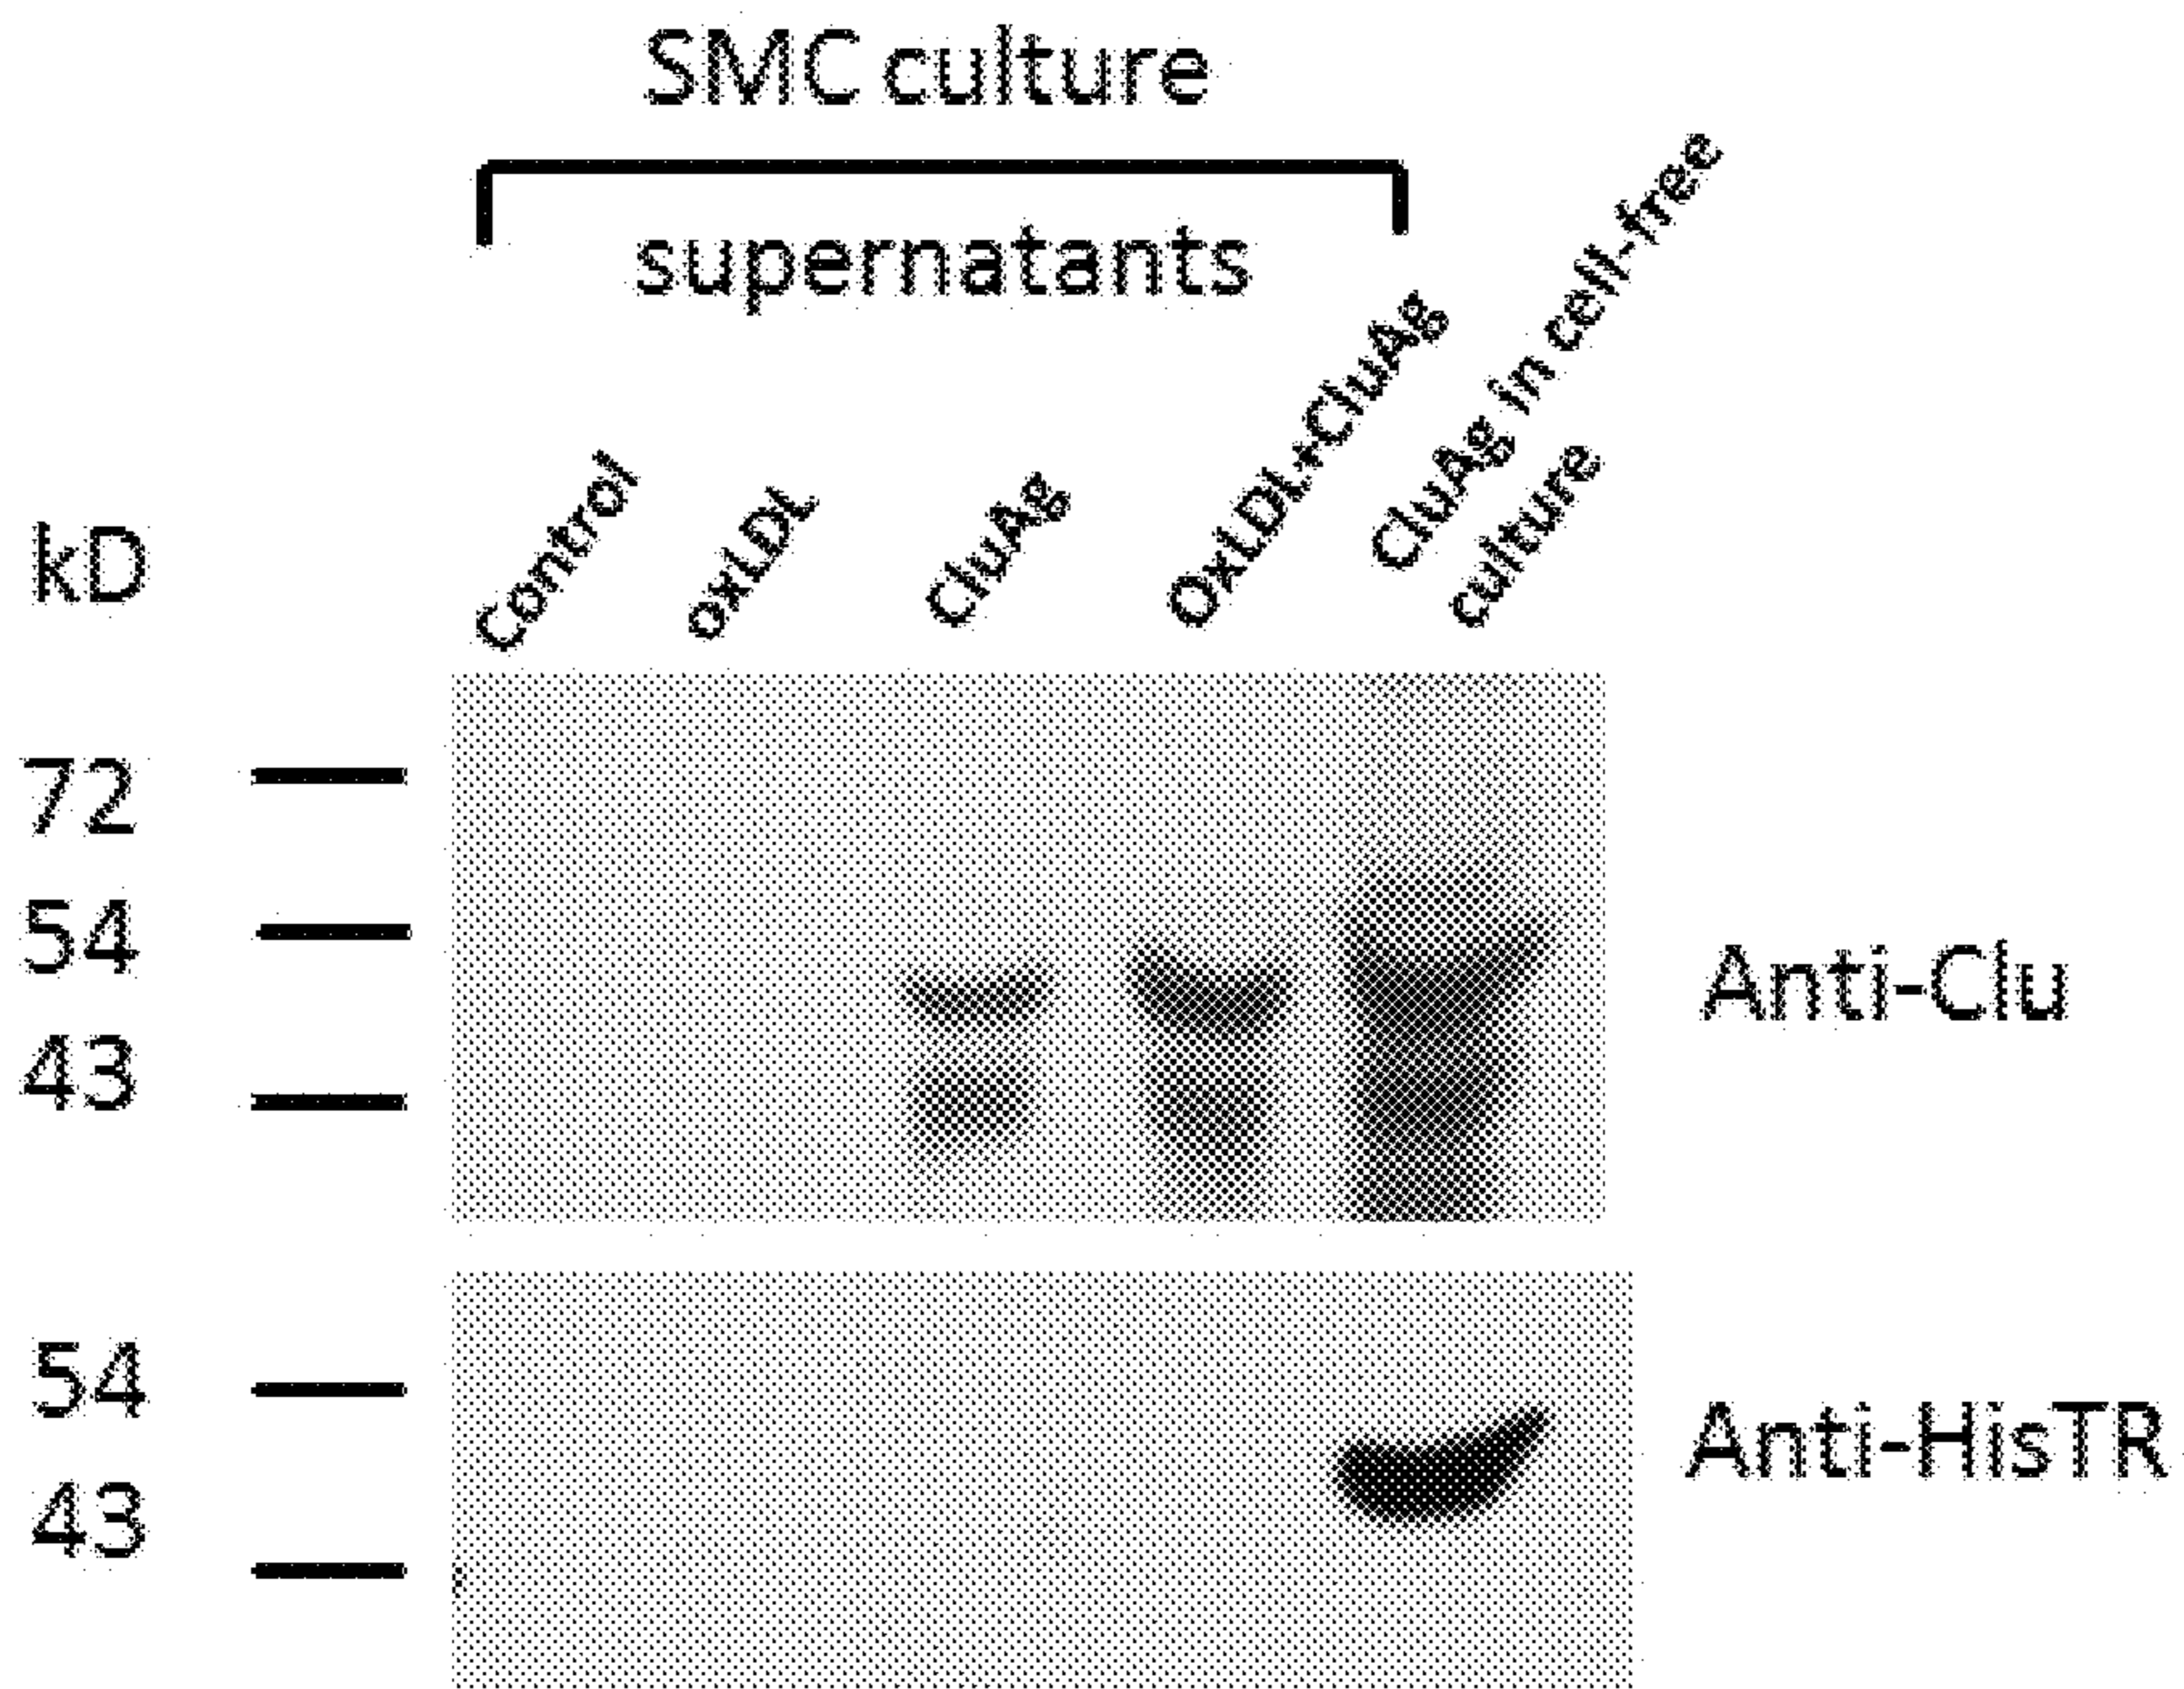 SMC culture
supernatants
kD
Control
oxLDL
CluAg
OxLDL+CluAg
CluAg in cell-free
culture
72
54
43
Anti-Clu
54
43
Anti-HisTR